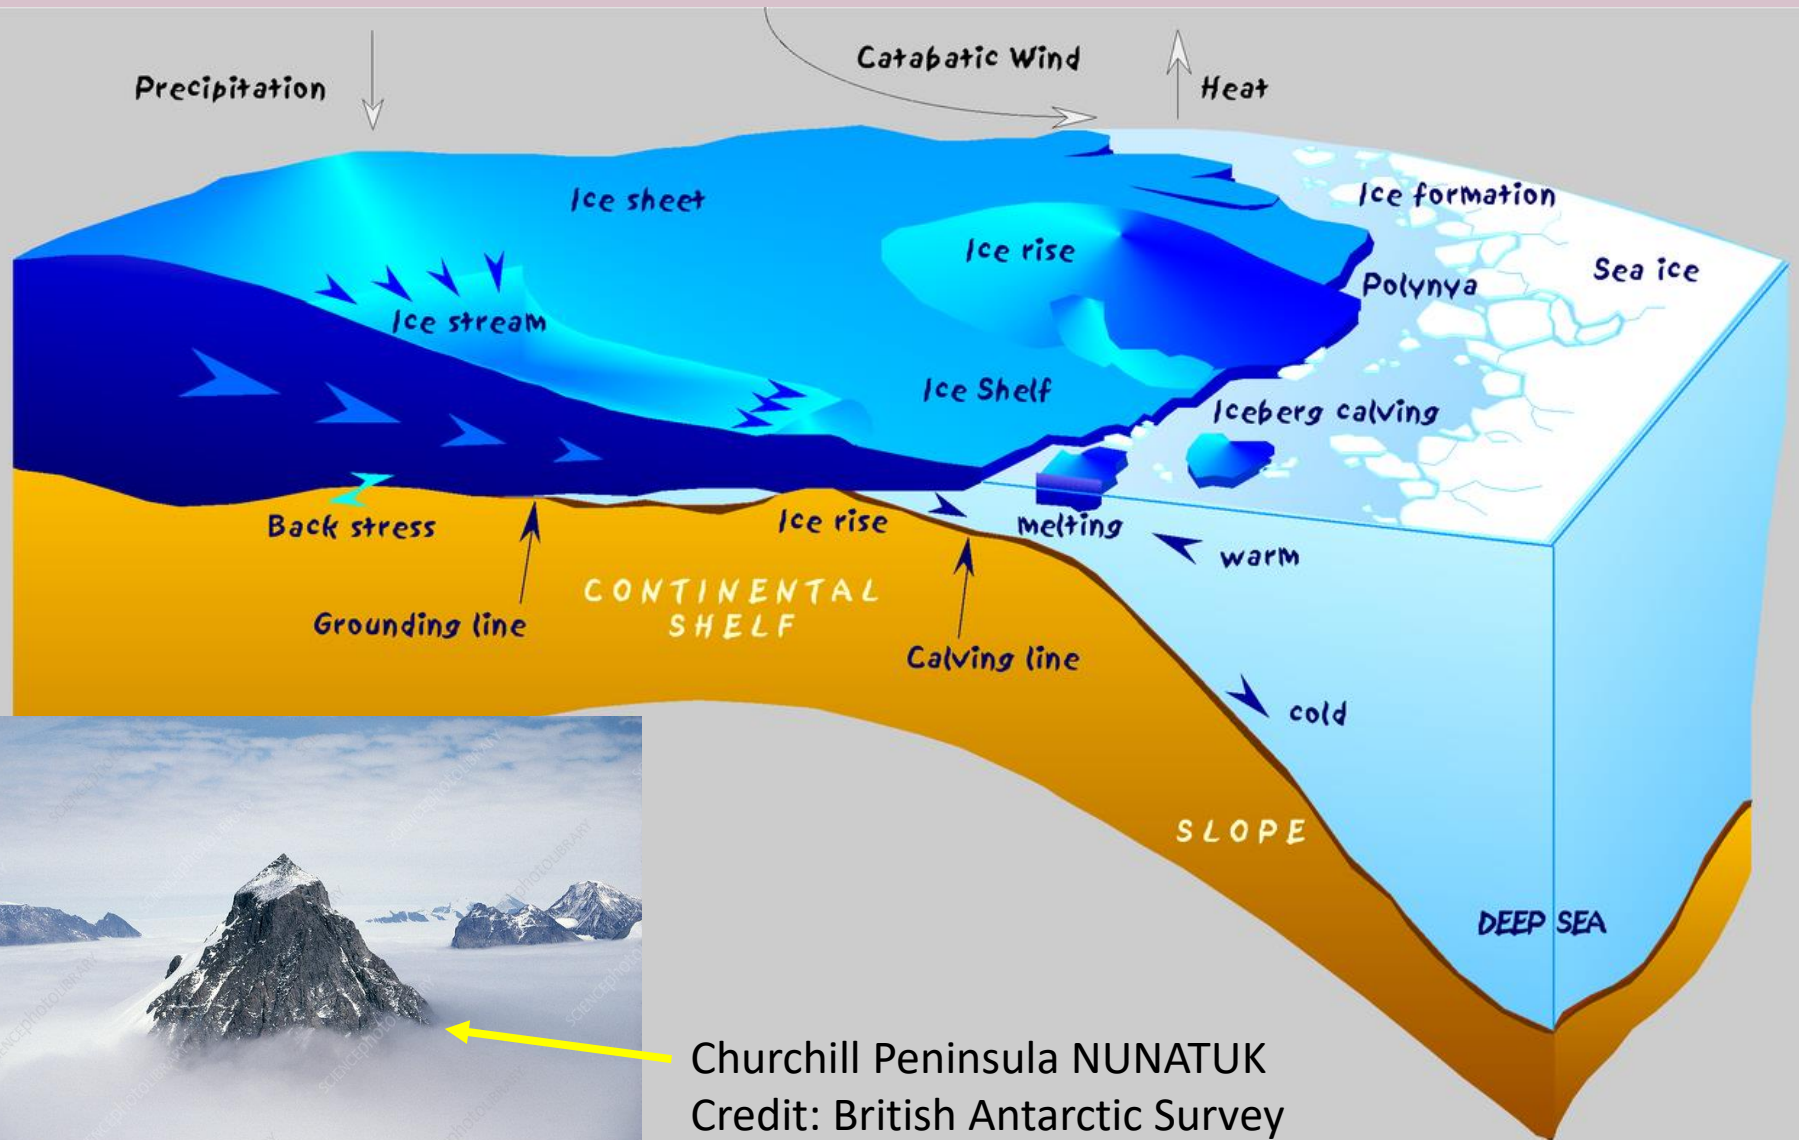 Precipitation
Catabatic Wind
Heat
Ice sheet
Ice formation
Ice rise
Sea ice
Polynya
Ice stream
Ice Shelf
Iceberg calving
Back stress
Ice rise
melting
warm
CONTINENTAL
SHELF
Grounding line
Calving line
cold
SLOPE
DEEP SEA
Churchill Peninsula NUNATUK
Credit: British Antarctic Survey